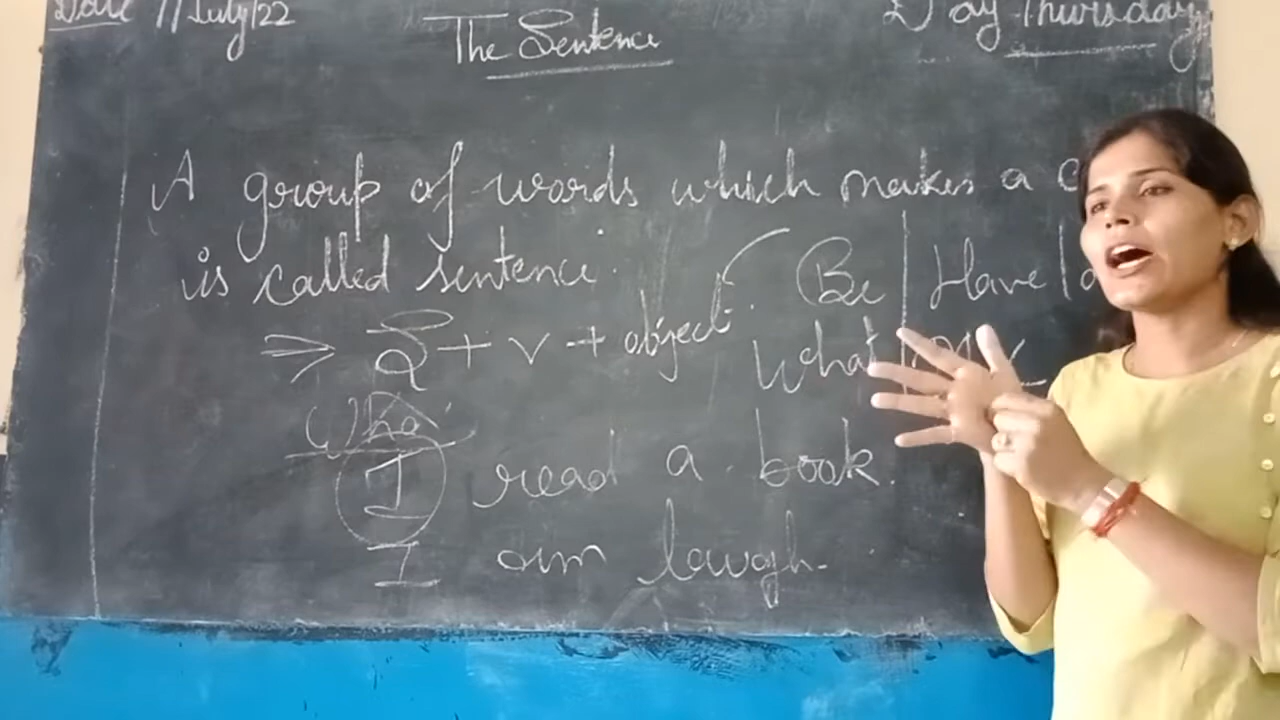 Date 7/July/22
The Sentence
Day Thursday
A group of words which makes a
is called sentence.
⇒ S + v + object. Be | Have |
What
Who
I read a book.
I am laugh.